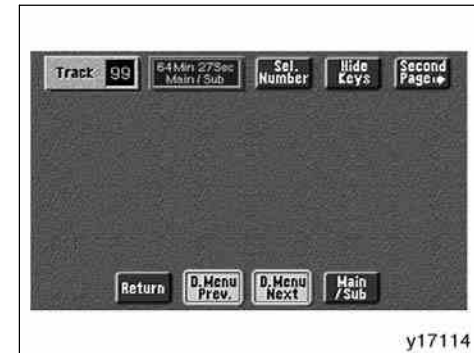 Track 99
64Min 27Sec
Main / Sub
Sel.
Number
Hide
Keys
Second
Page
Return
D.Menu
Prev.
D.Menu
Next
Main
/Sub
y17114